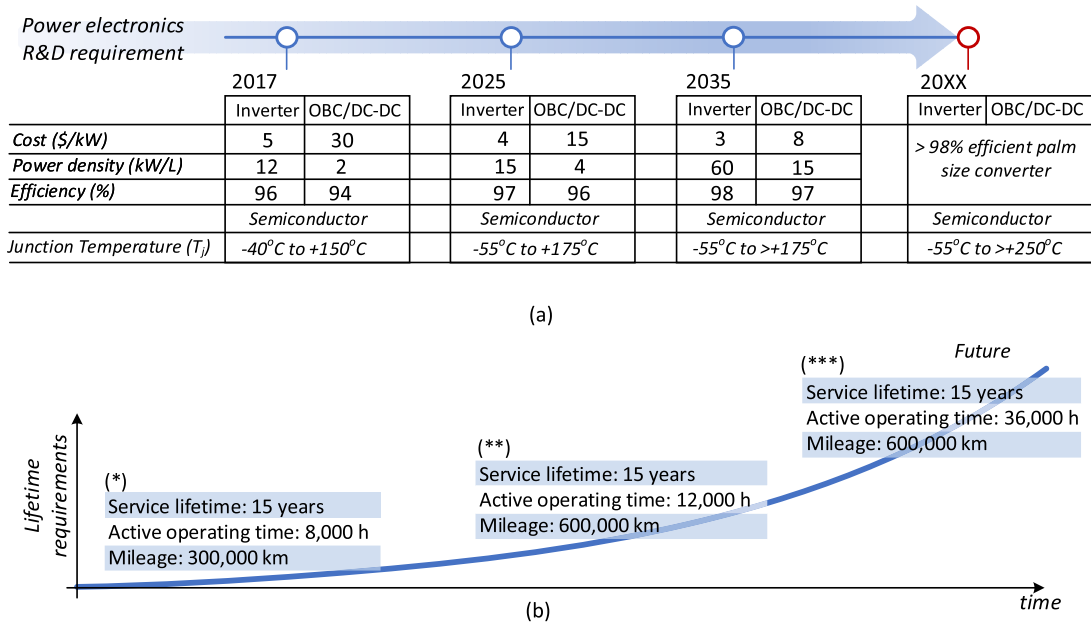 Power electronics
R&D requirement
2017 2025 2035 20XX
Inverter OBC/DC-DC Inverter OBC/DC-DC Inverter OBC/DC-DC Inverter OBC/DC-DC
Cost ($/kW) 5 30 4 15 3 8
Power density (kW/L) 12 2 15 4 60 15
Efficiency (%) 96 94 97 96 98 97
> 98% efficient palm
size converter
Semiconductor Semiconductor Semiconductor Semiconductor
Junction Temperature (Tj) -40°C to +150°C -55°C to +175°C -55°C to >+175°C -55°C to >+250°C
(a)
Lifetime
requirements
(*)
Service lifetime: 15 years
Active operating time: 8,000 h
Mileage: 300,000 km
(**)
Service lifetime: 15 years
Active operating time: 12,000 h
Mileage: 600,000 km
Future
(***)
Service lifetime: 15 years
Active operating time: 36,000 h
Mileage: 600,000 km
time
(b)